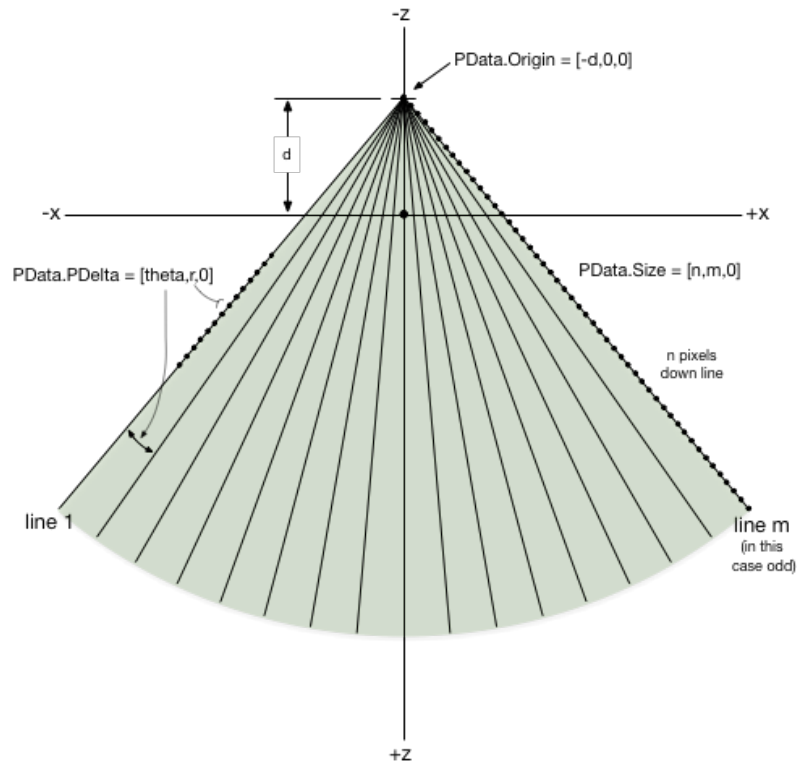 -z
PData.Origin = [-d,0,0]
d
-x
+x
PData.PDelta = [theta,r,0]
PData.Size = [n,m,0]
n pixels
down line
line 1
line m
(in this
case odd)
+z